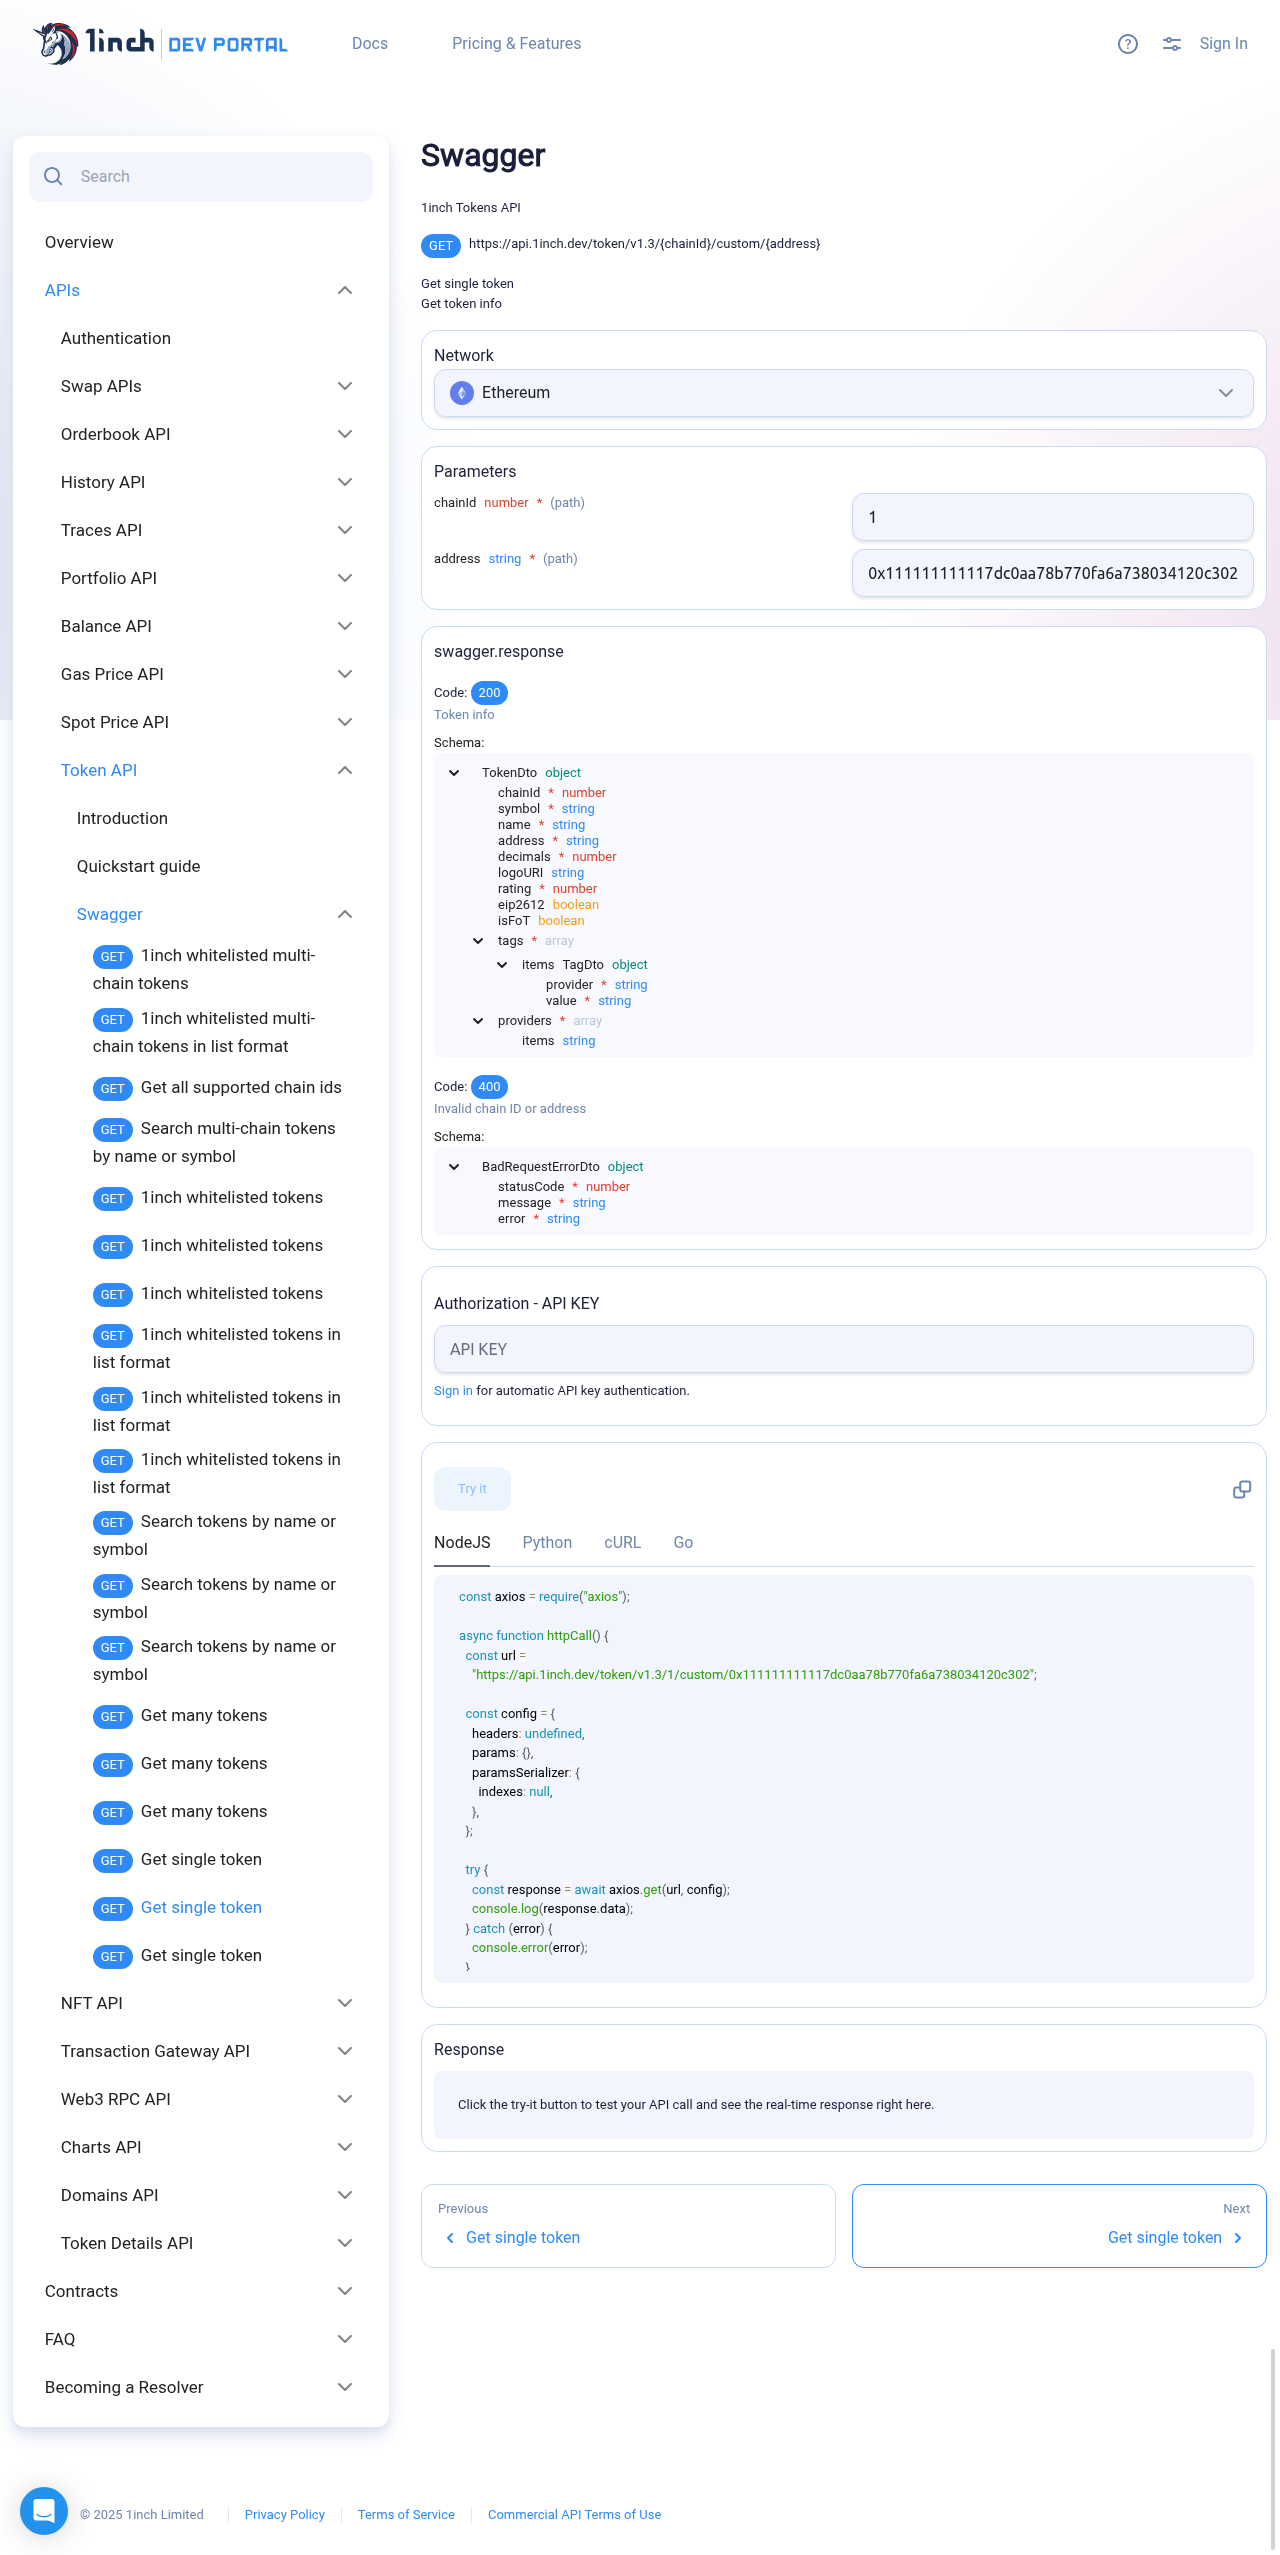 1inch DEV PORTAL
Docs
Pricing & Features
Sign In
Search
Overview
APIs
Authentication
Swap APIs
Orderbook API
History API
Traces API
Portfolio API
Balance API
Gas Price API
Spot Price API
Token API
Introduction
Quickstart guide
Swagger
GET 1inch whitelisted multi-
chain tokens
GET 1inch whitelisted multi-
chain tokens in list format
GET Get all supported chain ids
GET Search multi-chain tokens
by name or symbol
GET 1inch whitelisted tokens
GET 1inch whitelisted tokens
GET 1inch whitelisted tokens
GET 1inch whitelisted tokens in
list format
GET 1inch whitelisted tokens in
list format
GET 1inch whitelisted tokens in
list format
GET Search tokens by name or
symbol
GET Search tokens by name or
symbol
GET Search tokens by name or
symbol
GET Get many tokens
GET Get many tokens
GET Get many tokens
GET Get single token
GET Get single token
GET Get single token
NFT API
Transaction Gateway API
Web3 RPC API
Charts API
Domains API
Token Details API
Contracts
FAQ
Becoming a Resolver
Swagger
1inch Tokens API
GET https://api.1inch.dev/token/v1.3/{chainId}/custom/{address}
Get single token
Get token info
Network
Ethereum
Parameters
chainId number * (path)
1
address string * (path)
0x111111111117dc0aa78b770fa6a738034120c302
swagger.response
Code: 200
Token info
Schema:
TokenDto object
chainId * number
symbol * string
name * string
address * string
decimals * number
logoURI string
rating * number
eip2612 boolean
isFoT boolean
tags * array
items TagDto object
provider * string
value * string
providers * array
items string
Code: 400
Invalid chain ID or address
Schema:
BadRequestErrorDto object
statusCode * number
message * string
error * string
Authorization - API KEY
API KEY
Sign in for automatic API key authentication.
Try it
NodeJS Python cURL Go
const axios = require("axios");
async function httpCall() {
const url =
"https://api.1inch.dev/token/v1.3/1/custom/0x111111111117dc0aa78b770fa6a738034120c302";
const config = {
headers: undefined,
params: {},
paramsSerializer: {
indexes: null,
},
};
try {
const response = await axios.get(url, config);
console.log(response.data);
} catch (error) {
console.error(error);
}
Response
Click the try-it button to test your API call and see the real-time response right here.
Previous
Get single token
Next
Get single token
© 2025 1inch Limited
Privacy Policy
Terms of Service
Commercial API Terms of Use